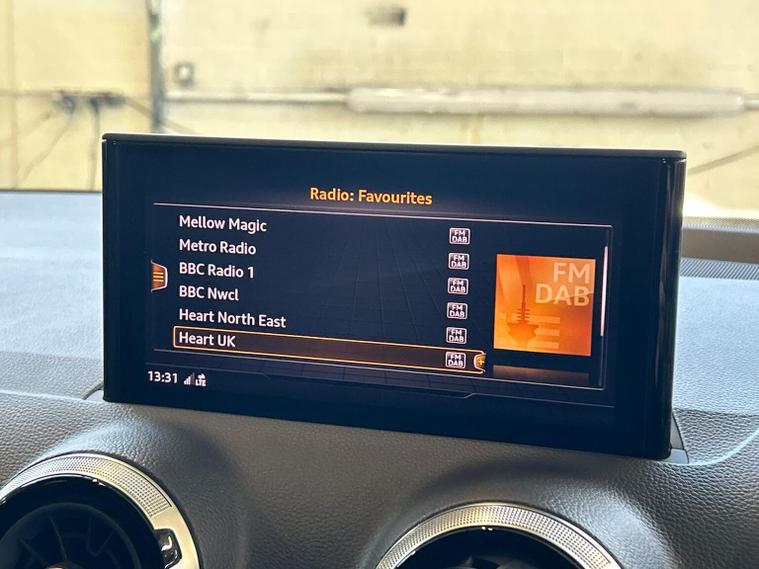 Radio: Favourites
Mellow Magic
FM DAB
Metro Radio
FM DAB
BBC Radio 1
FM DAB
BBC Nwcl
FM DAB
Heart North East
FM DAB
Heart UK
FM DAB
FM
DAB
13:31 LTE